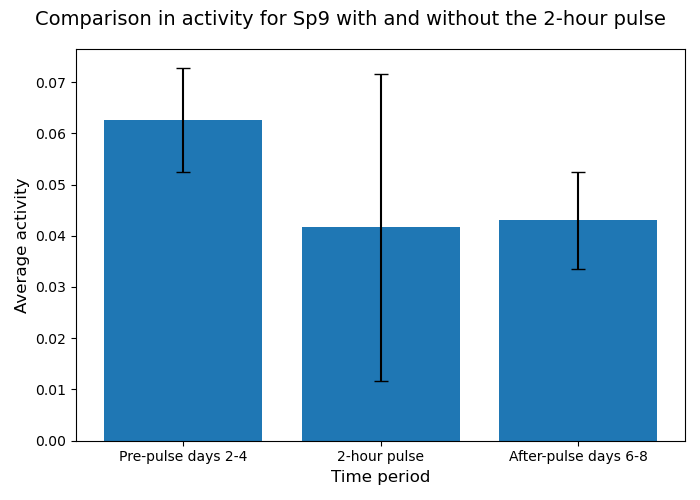 Comparison in activity for Sp9 with and without the 2-hour pulse
0.07
0.06
0.05
0.04
0.03
0.02
0.01
0.00
Average activity
Pre-pulse days 2-4
2-hour pulse
After-pulse days 6-8
Time period